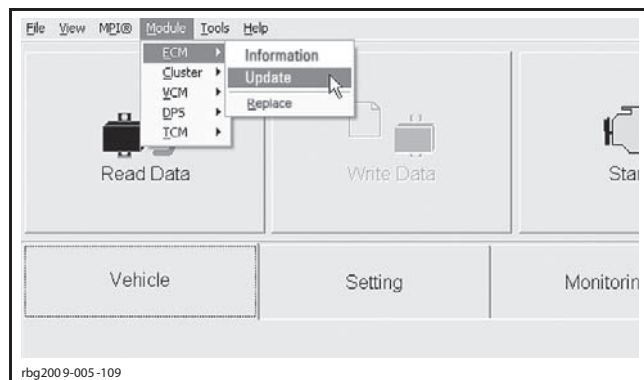 File View MPI® Module Tools Help
ECM
Information
Cluster
Update
VCM
DPS
Replace
TCM
Read Data
Write Data
Star
Vehicle
Setting
Monitorin
rbg2009-005-109